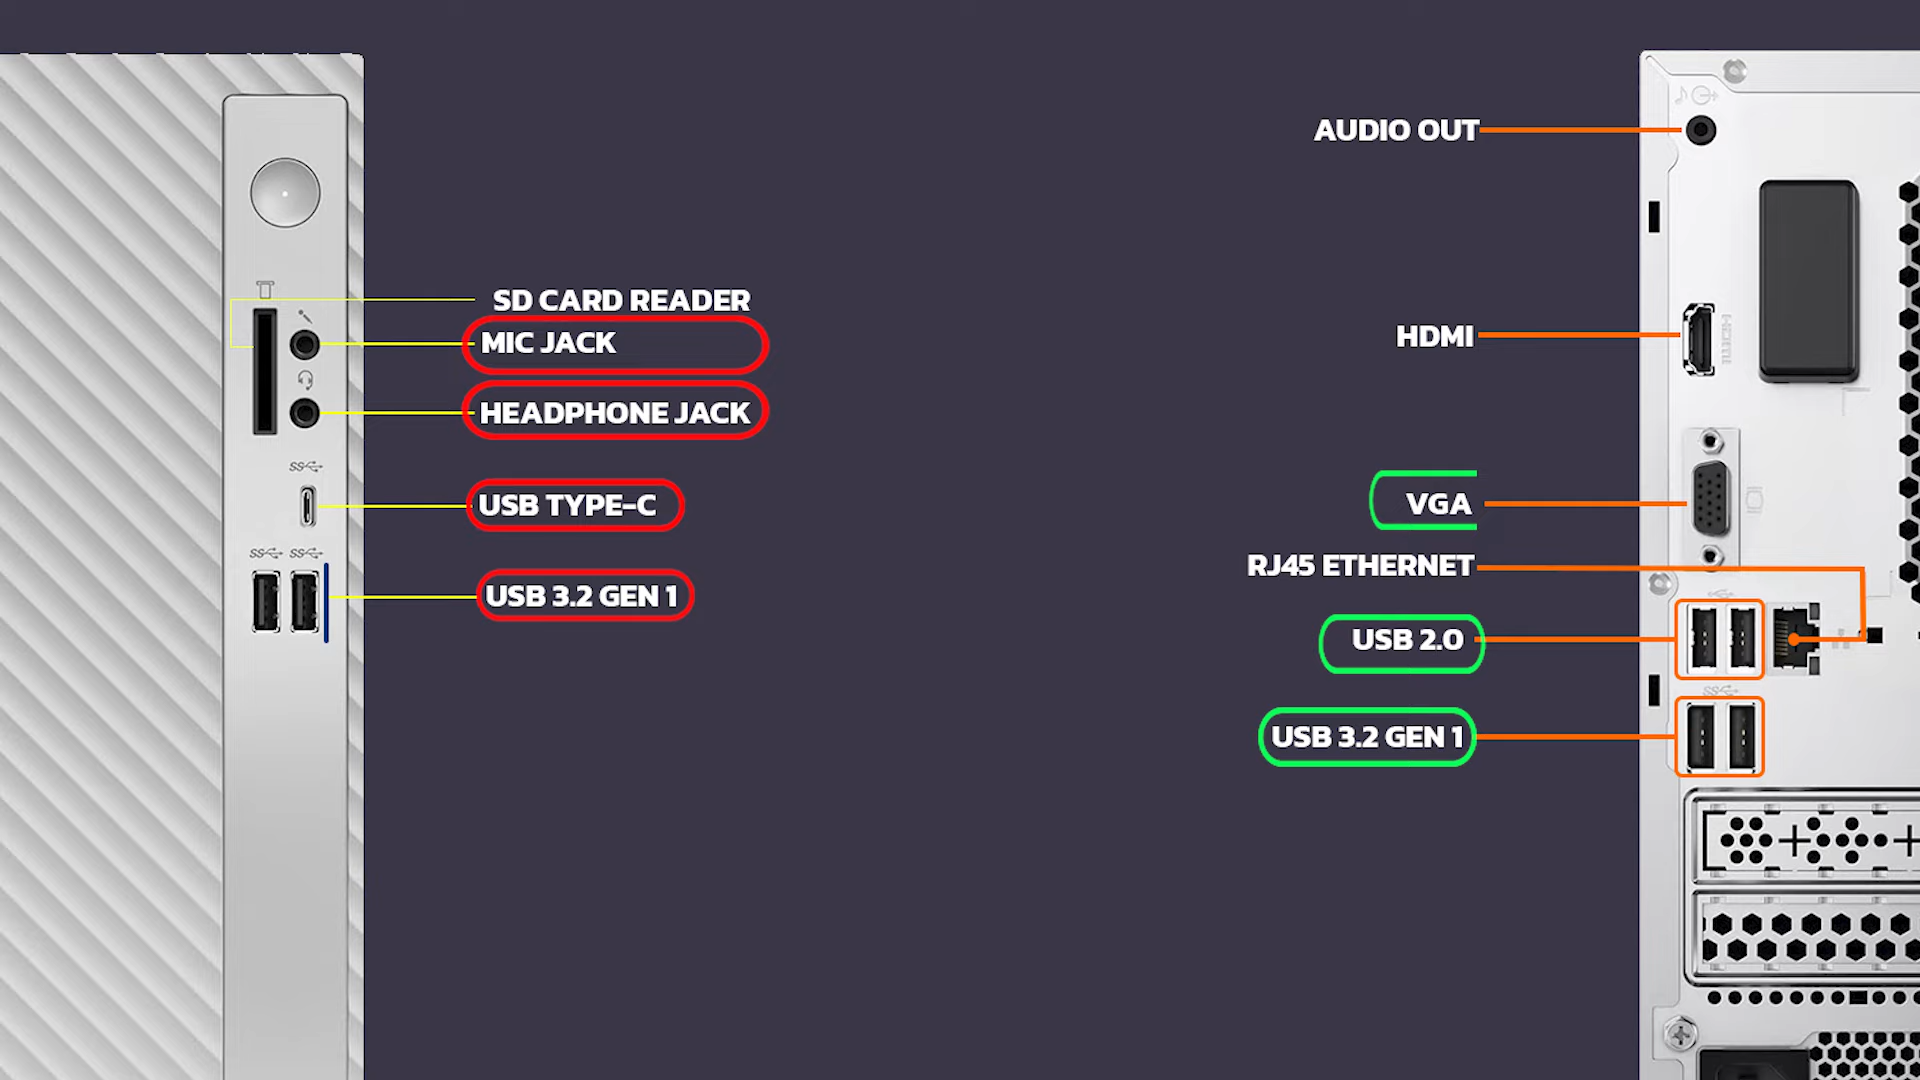 SD CARD READER
MIC JACK
HEADPHONE JACK
USB TYPE-C
USB 3.2 GEN 1
AUDIO OUT
HDMI
VGA
RJ45 ETHERNET
USB 2.0
USB 3.2 GEN 1